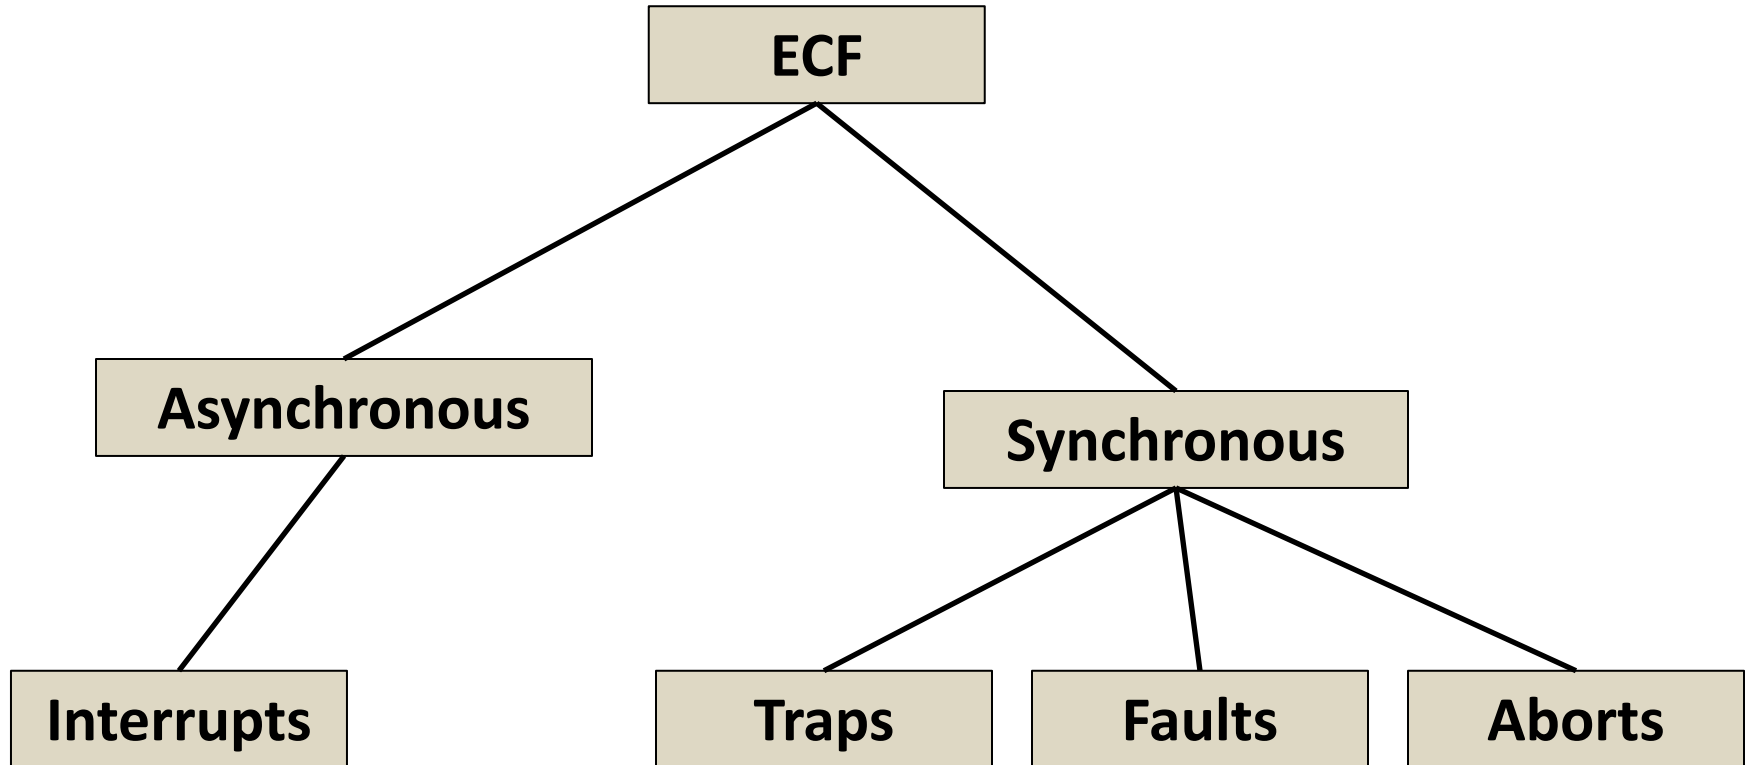 ECF
Asynchronous
Synchronous
Interrupts
Traps
Faults
Aborts